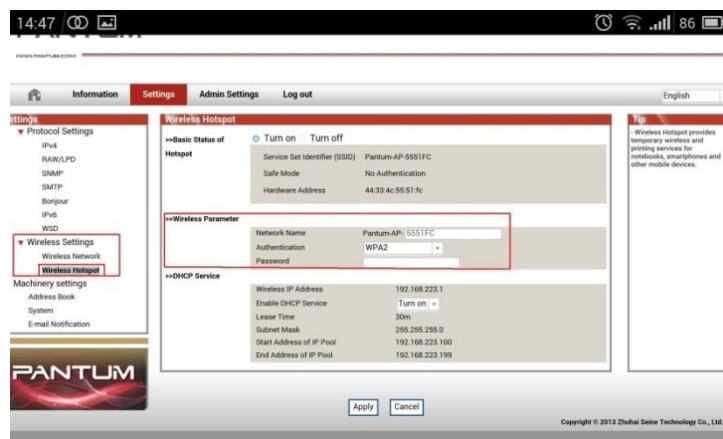 14:47 86
PANTUM
Information Settings Admin Settings Log out English
ettings
Protocol Settings
IPv4
RAW/LPD
SNMP
SMTP
Bonjour
IPv6
WSD
Wireless Settings
Wireless Network
Wireless Hotspot
Machinery settings
Address Book
System
E-mail Notification
PANTUM
Wireless Hotspot
>>Basic Status of Hotspot
Turn on Turn off
Service Set Identifier (SSID) Pantum-AP-5551FC
Safe Mode No Authentication
Hardware Address 44:33:4c:55:51:fc
>>Wireless Parameter
Network Name Pantum-AP- 5551FC
Authentication WPA2
Password
>>DHCP Service
Wireless IP Address 192.168.223.1
Enable DHCP Service Turn on
Lease Time 30m
Subnet Mask 255.255.255.0
Start Address of IP Pool 192.168.223.100
End Address of IP Pool 192.168.223.199
Apply Cancel
Tip
- Wireless Hotspot provides
temporary wireless and
printing services for
notebooks, smartphones and
other mobile devices.
Copyright © 2013 Zhuhai Seine Technology Co., Ltd.